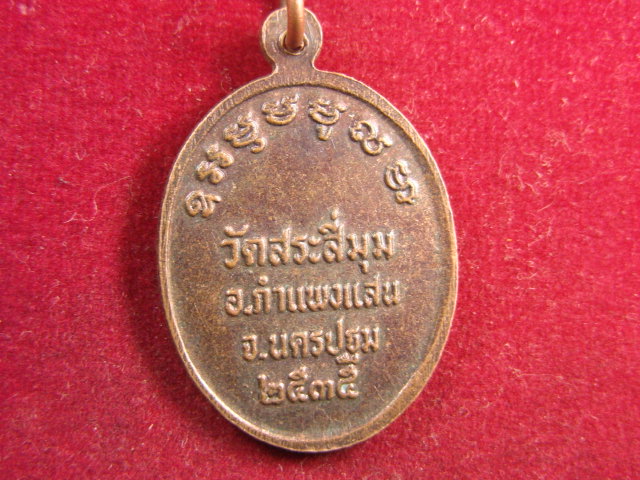 วัดสระสี่มุม
อ.กำแพงแสน
จ.นครปฐม
๒๕๓๕